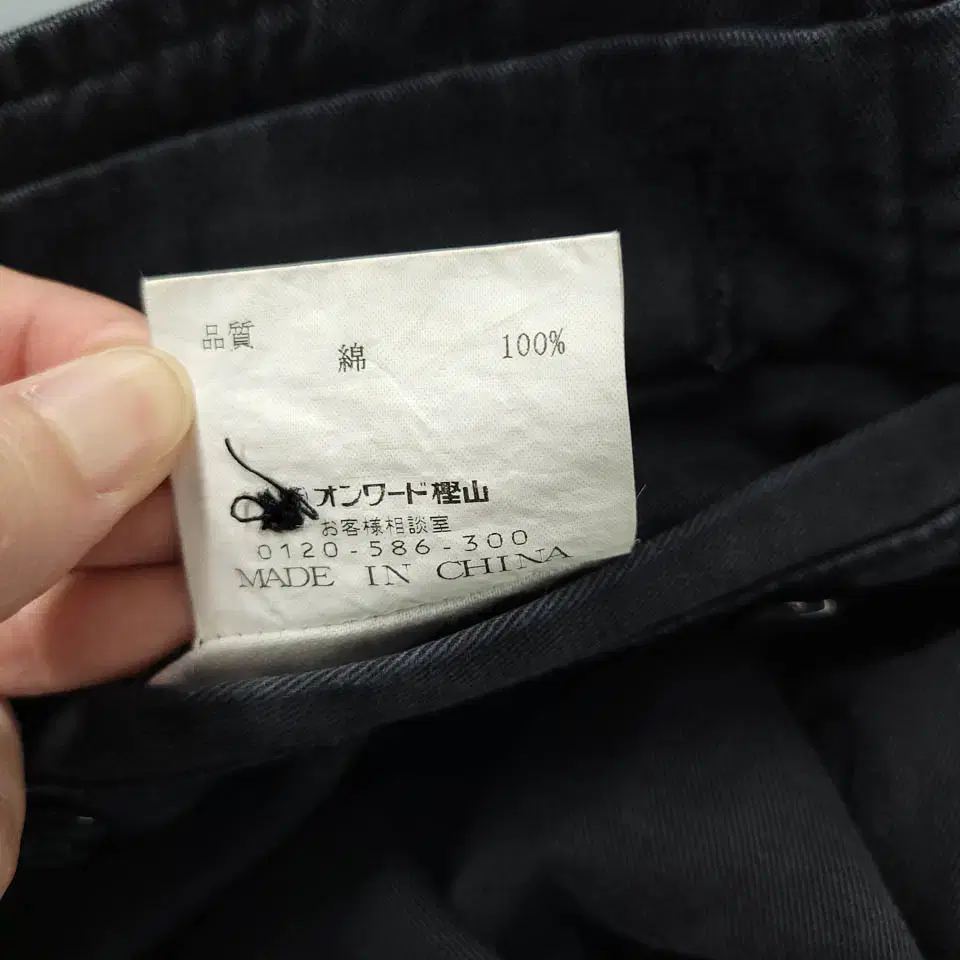 品質
綿 100%
オンワード樫山
お客様相談室
0120-586-300
MADE IN CHINA